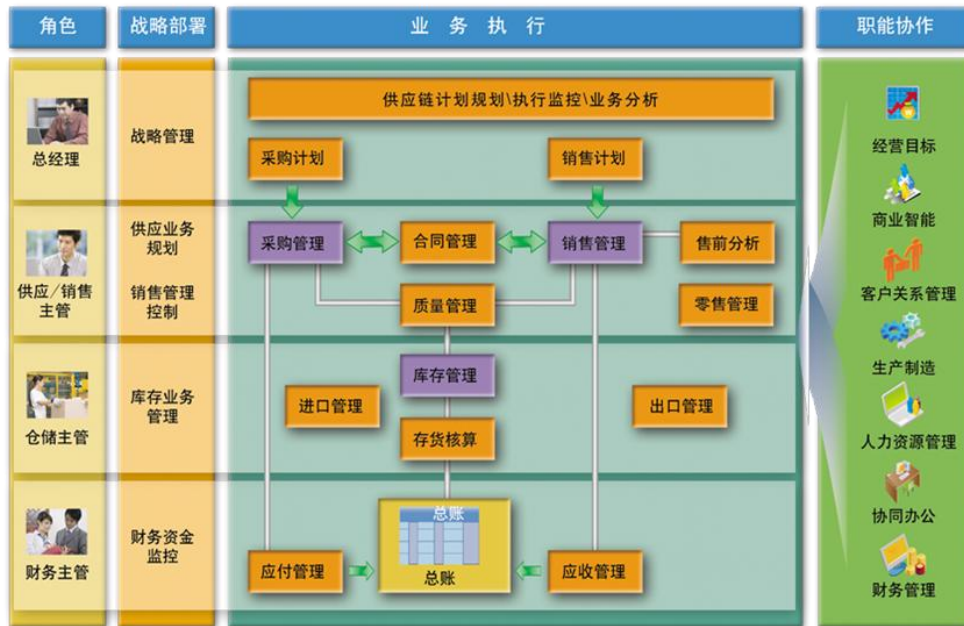 角色
战略部署
业务执行
职能协作
总经理
战略管理
供应链计划规划\执行监控\业务分析
采购计划
销售计划
供应/销售
主管
供应业务
规划
销售管理
控制
采购管理
合同管理
销售管理
售前分析
质量管理
零售管理
仓储主管
库存业务
管理
库存管理
进口管理
出口管理
存货核算
财务主管
财务资金
监控
应付管理
总账
总账
应收管理
经营目标
商业智能
客户关系管理
生产制造
人力资源管理
协同办公
财务管理